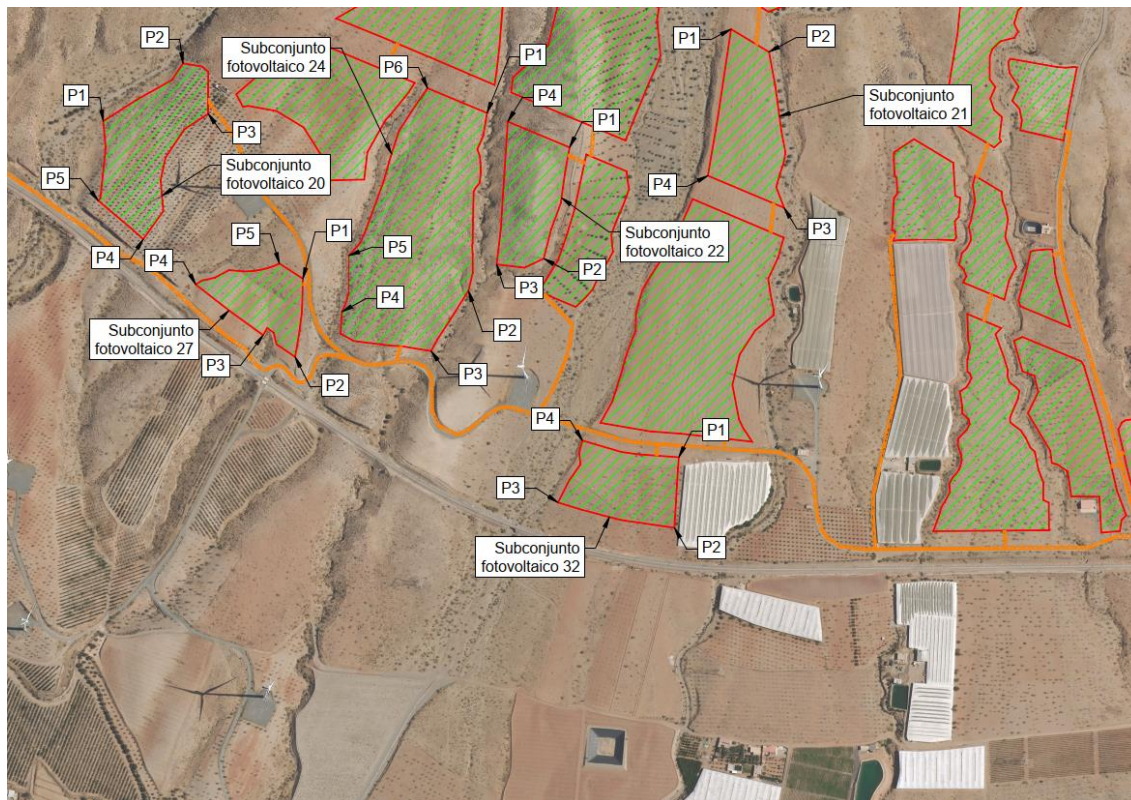 P2
Subconjunto
fotovoltaico 24
P6
P1
P1
P2
P1
P4
P1
Subconjunto
fotovoltaico 21
P3
P5
Subconjunto
fotovoltaico 20
P4
P3
P4
P4
P5
P1
P5
Subconjunto
fotovoltaico 22
P2
P3
P4
Subconjunto
fotovoltaico 27
P3
P2
P2
P3
P4
P1
P3
P2
Subconjunto
fotovoltaico 32